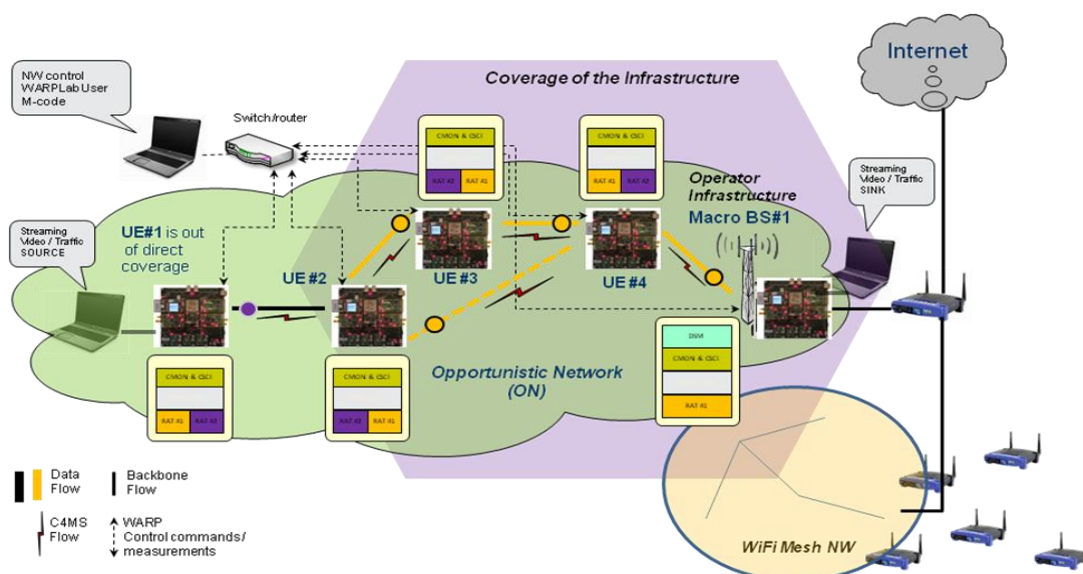 Internet
Coverage of the Infrastructure
NW control
WARPLab User
M-code
Switch/router
CMON & CSCI
RAT #2
RAT #1
CMON & CSCI
RAT #1
RAT #2
Streaming
Video / Traffic
SINK
Operator
Infrastructure
Macro BS#1
Streaming
Video / Traffic
SOURCE
UE#1 is out
of direct
coverage
UE #2
UE #3
UE #4
DSM
CMON & CSCI
RAT #1
CMON & CSCI
RAT #1
RAT #2
CMON & CSCI
RAT #2
RAT #1
Opportunistic Network
(ON)
Data
Flow
Backbone
Flow
C4MS
Flow
WARP
Control commands/
measurements
WiFi Mesh NW